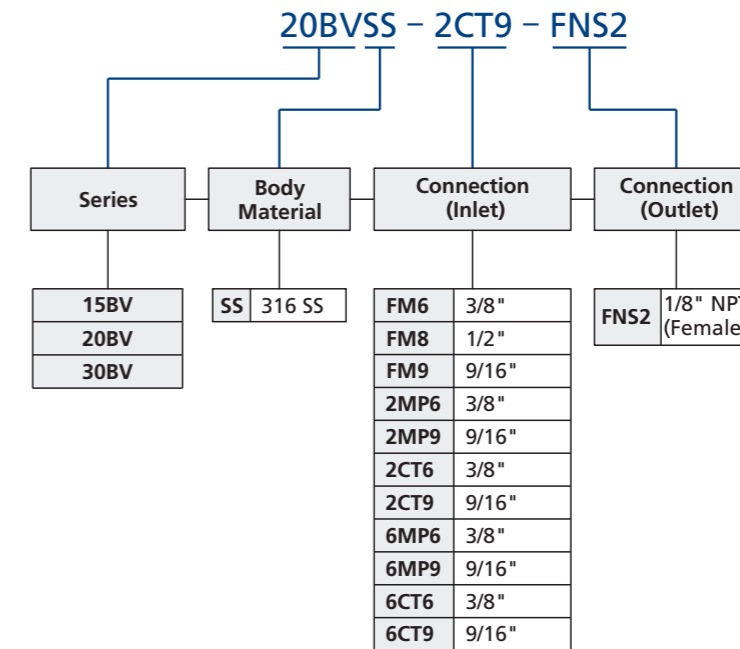 20BVSS – 2CT9 – FNS2
Series
Body
Material
Connection
(Inlet)
Connection
(Outlet)
15BV
20BV
30BV
SS 316 SS
FM6 3/8"
FM8 1/2"
FM9 9/16"
2MP6 3/8"
2MP9 9/16"
2CT6 3/8"
2CT9 9/16"
6MP6 3/8"
6MP9 9/16"
6CT6 3/8"
6CT9 9/16"
FNS2 1/8" NPT
(Female